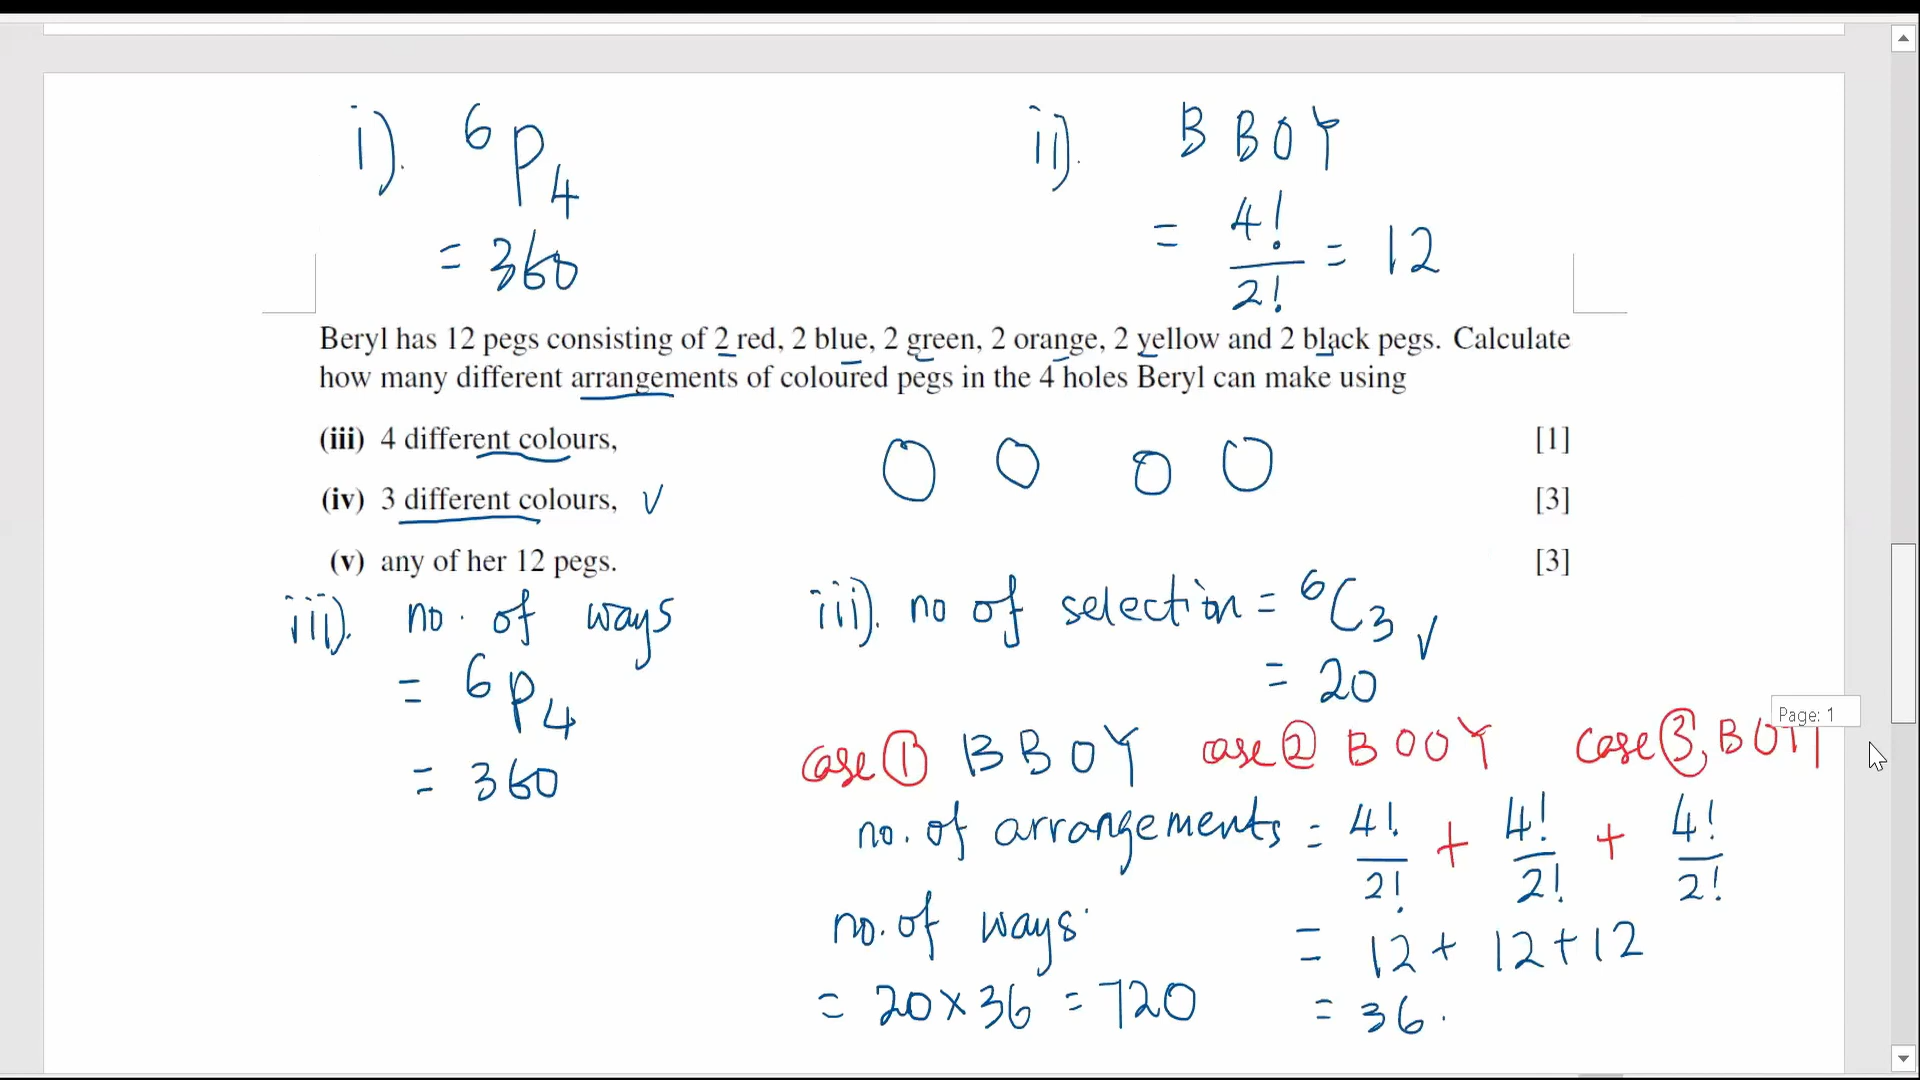 i). 6P4
= 360
ii). B B O Y
= 4!/2! = 12
Beryl has 12 pegs consisting of 2 red, 2 blue, 2 green, 2 orange, 2 yellow and 2 black pegs. Calculate
how many different arrangements of coloured pegs in the 4 holes Beryl can make using
(iii) 4 different colours, [1]
(iv) 3 different colours, ✓ [3]
(v) any of her 12 pegs. [3]
iii). no. of ways
= 6P4
= 360
iii). no of selection = 6C3 ✓
= 20
case ① B B O Y case ② B O O Y case ③, B O Y Y
no. of arrangements = 4!/2! + 4!/2! + 4!/2!
= 12 + 12 + 12
= 36.
no. of ways
= 20 × 36 = 720
Page: 1